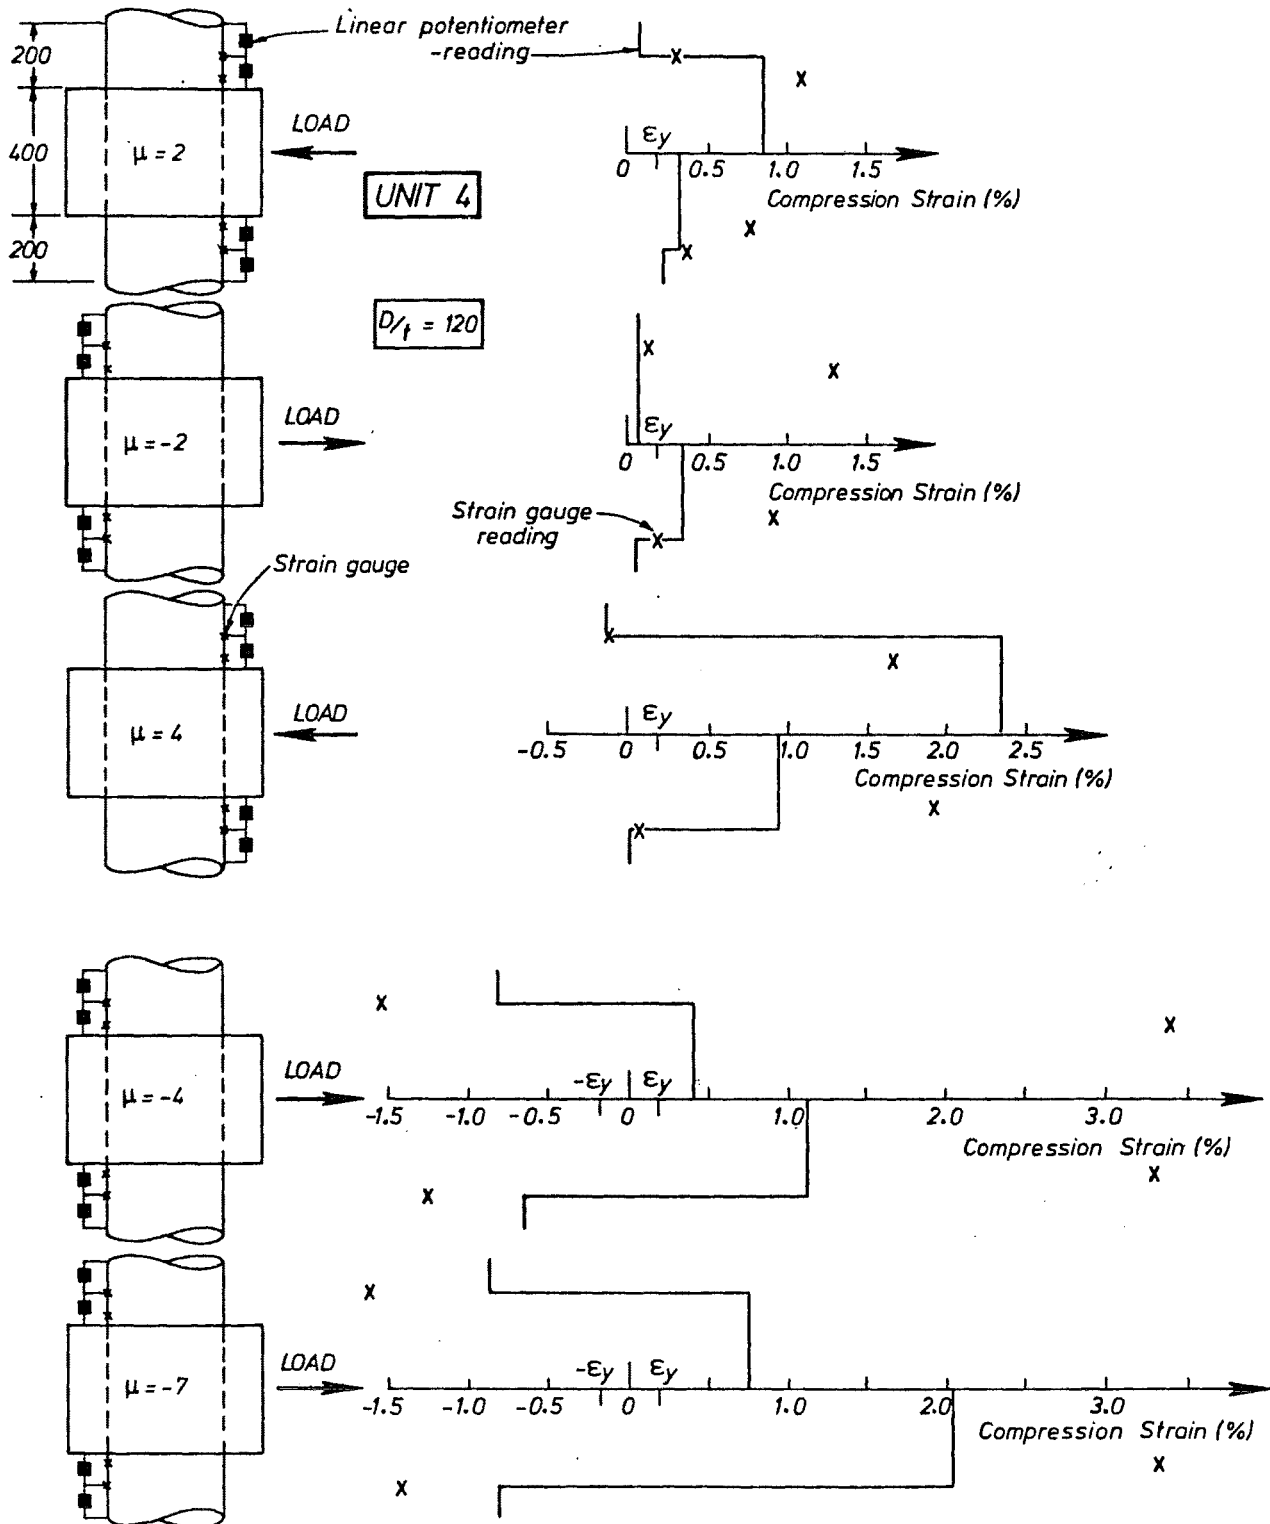 200
400
200
Linear potentiometer
-reading
μ = 2
LOAD
UNIT 4
εy
0 0.5 1.0 1.5
Compression Strain (%)
D/t = 120
μ = -2
LOAD
εy
0 0.5 1.0 1.5
Compression Strain (%)
Strain gauge
reading
Strain gauge
μ = 4
LOAD
εy
-0.5 0 0.5 1.0 1.5 2.0 2.5
Compression Strain (%)
μ = -4
LOAD
-εy εy
-1.5 -1.0 -0.5 0 1.0 2.0 3.0
Compression Strain (%)
μ = -7
LOAD
-εy εy
-1.5 -1.0 -0.5 0 1.0 2.0 3.0
Compression Strain (%)